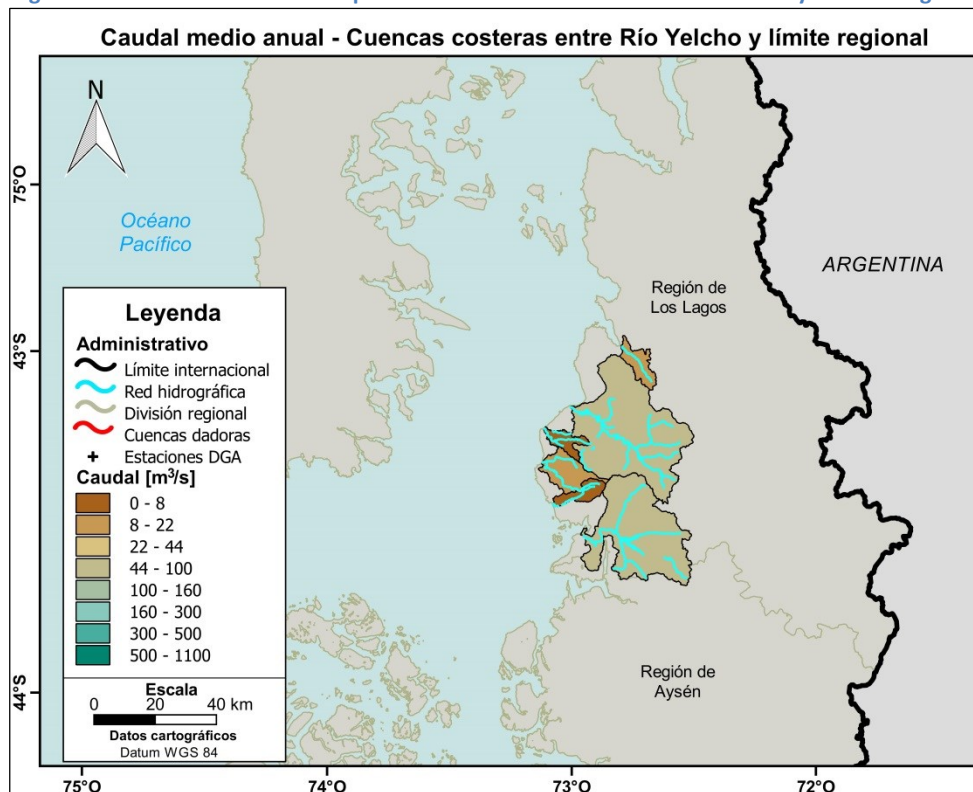 Caudal medio anual - Cuencas costeras entre Río Yelcho y límite regional
N
75°O
Océano
Pacífico
ARGENTINA
Región de
Los Lagos
43°S
Leyenda
Administrativo
Límite internacional
Red hidrográfica
División regional
Cuencas dadoras
+ Estaciones DGA
Caudal [m³/s]
0 - 8
8 - 22
22 - 44
44 - 100
100 - 160
160 - 300
300 - 500
500 - 1100
Región de
Aysén
44°S
Escala
0 20 40 km
Datos cartográficos
Datum WGS 84
75°O 74°O 73°O 72°O